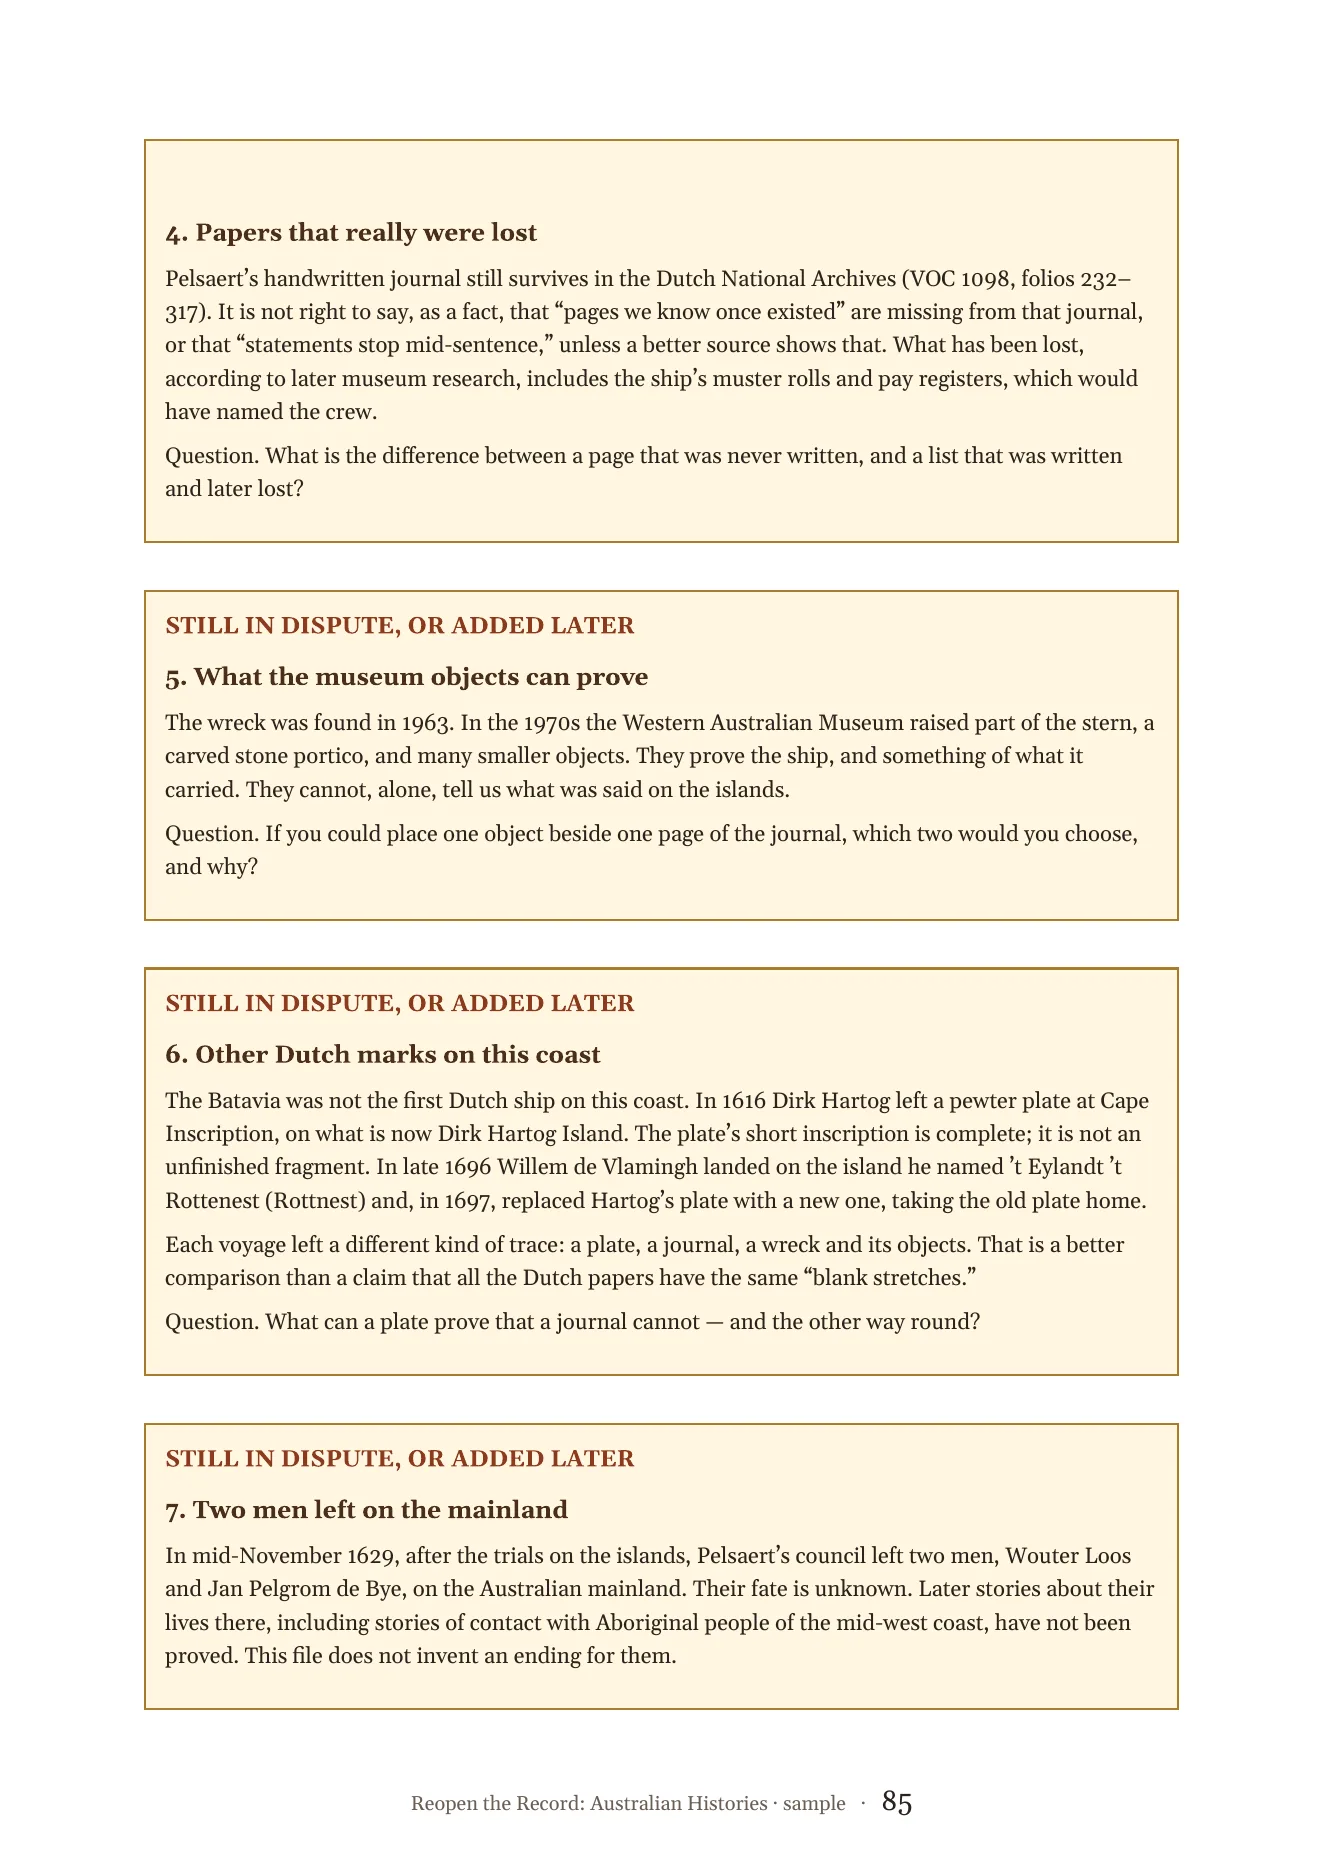 4. Papers that really were lost
Pelsaert’s handwritten journal still survives in the Dutch National Archives (VOC 1098, folios 232–
317). It is not right to say, as a fact, that “pages we know once existed” are missing from that journal,
or that “statements stop mid-sentence,” unless a better source shows that. What has been lost,
according to later museum research, includes the ship’s muster rolls and pay registers, which would
have named the crew.
Question. What is the difference between a page that was never written, and a list that was written
and later lost?
STILL IN DISPUTE, OR ADDED LATER
5. What the museum objects can prove
The wreck was found in 1963. In the 1970s the Western Australian Museum raised part of the stern, a
carved stone portico, and many smaller objects. They prove the ship, and something of what it
carried. They cannot, alone, tell us what was said on the islands.
Question. If you could place one object beside one page of the journal, which two would you choose,
and why?
STILL IN DISPUTE, OR ADDED LATER
6. Other Dutch marks on this coast
The Batavia was not the first Dutch ship on this coast. In 1616 Dirk Hartog left a pewter plate at Cape
Inscription, on what is now Dirk Hartog Island. The plate’s short inscription is complete; it is not an
unfinished fragment. In late 1696 Willem de Vlamingh landed on the island he named ’t Eylandt ’t
Rottenest (Rottnest) and, in 1697, replaced Hartog’s plate with a new one, taking the old plate home.
Each voyage left a different kind of trace: a plate, a journal, a wreck and its objects. That is a better
comparison than a claim that all the Dutch papers have the same “blank stretches.”
Question. What can a plate prove that a journal cannot — and the other way round?
STILL IN DISPUTE, OR ADDED LATER
7. Two men left on the mainland
In mid-November 1629, after the trials on the islands, Pelsaert’s council left two men, Wouter Loos
and Jan Pelgrom de Bye, on the Australian mainland. Their fate is unknown. Later stories about their
lives there, including stories of contact with Aboriginal people of the mid-west coast, have not been
proved. This file does not invent an ending for them.
Reopen the Record: Australian Histories · sample · 85